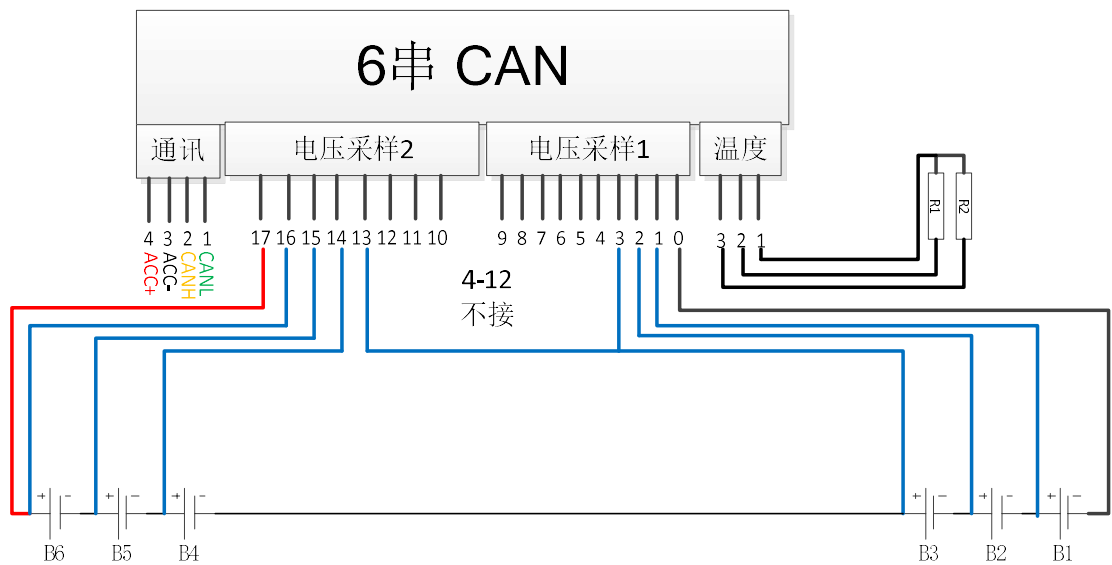 6串 CAN
通讯 电压采样2 电压采样1 温度
4 3 2 1 17 16 15 14 13 12 11 10 9 8 7 6 5 4 3 2 1 0 3 2 1
ACC+ ACC- CANH CANL
R1 R2
4-12
不接
+ - + - + - + - + - + -
B6 B5 B4 B3 B2 B1